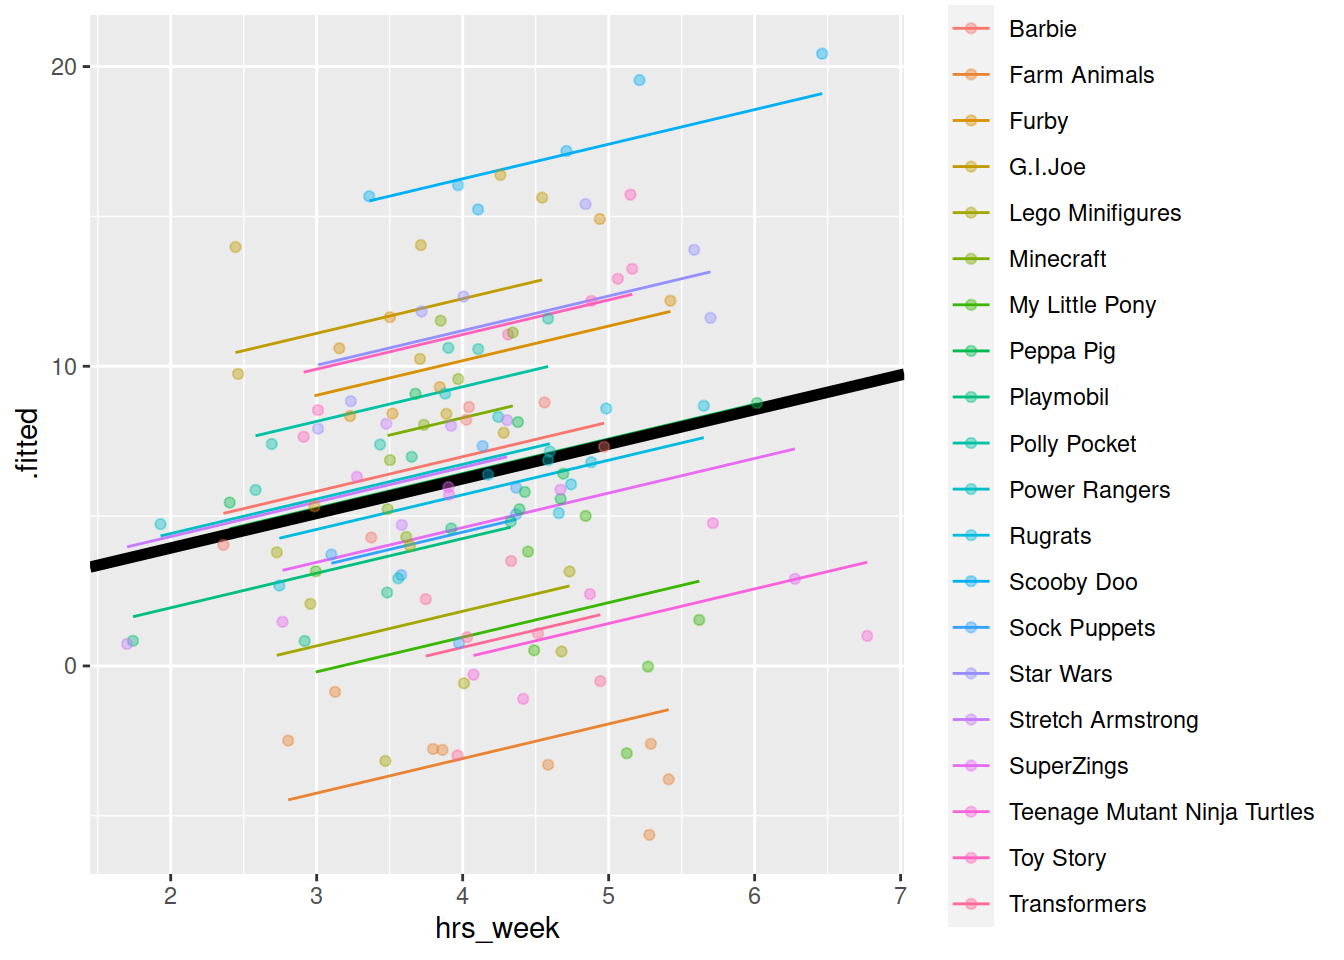 20
10
0
.fitted
2 3 4 5 6 7
hrs_week
Barbie
Farm Animals
Furby
G.I.Joe
Lego Minifigures
Minecraft
My Little Pony
Peppa Pig
Playmobil
Polly Pocket
Power Rangers
Rugrats
Scooby Doo
Sock Puppets
Star Wars
Stretch Armstrong
SuperZings
Teenage Mutant Ninja Turtles
Toy Story
Transformers